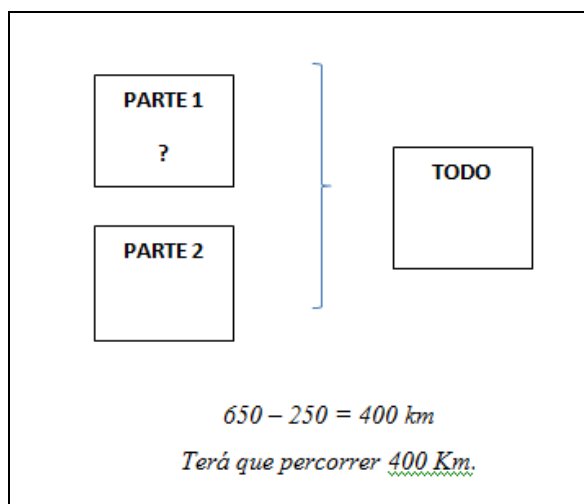 PARTE 1
?
PARTE 2
TODO
650 – 250 = 400 km
Terá que percorrer 400 Km.